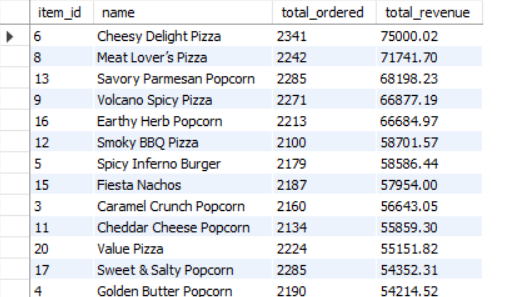 item_id name total_ordered total_revenue
6 Cheesy Delight Pizza 2341 75000.02
8 Meat Lover's Pizza 2242 71741.70
13 Savory Parmesan Popcorn 2285 68198.23
9 Volcano Spicy Pizza 2271 66877.19
16 Earthy Herb Popcorn 2213 66684.97
12 Smoky BBQ Pizza 2100 58701.57
5 Spicy Inferno Burger 2179 58586.44
15 Fiesta Nachos 2187 57954.00
3 Caramel Crunch Popcorn 2160 56643.05
11 Cheddar Cheese Popcorn 2134 55859.30
20 Value Pizza 2224 55151.82
17 Sweet & Salty Popcorn 2285 54352.31
4 Golden Butter Popcorn 2190 54214.52